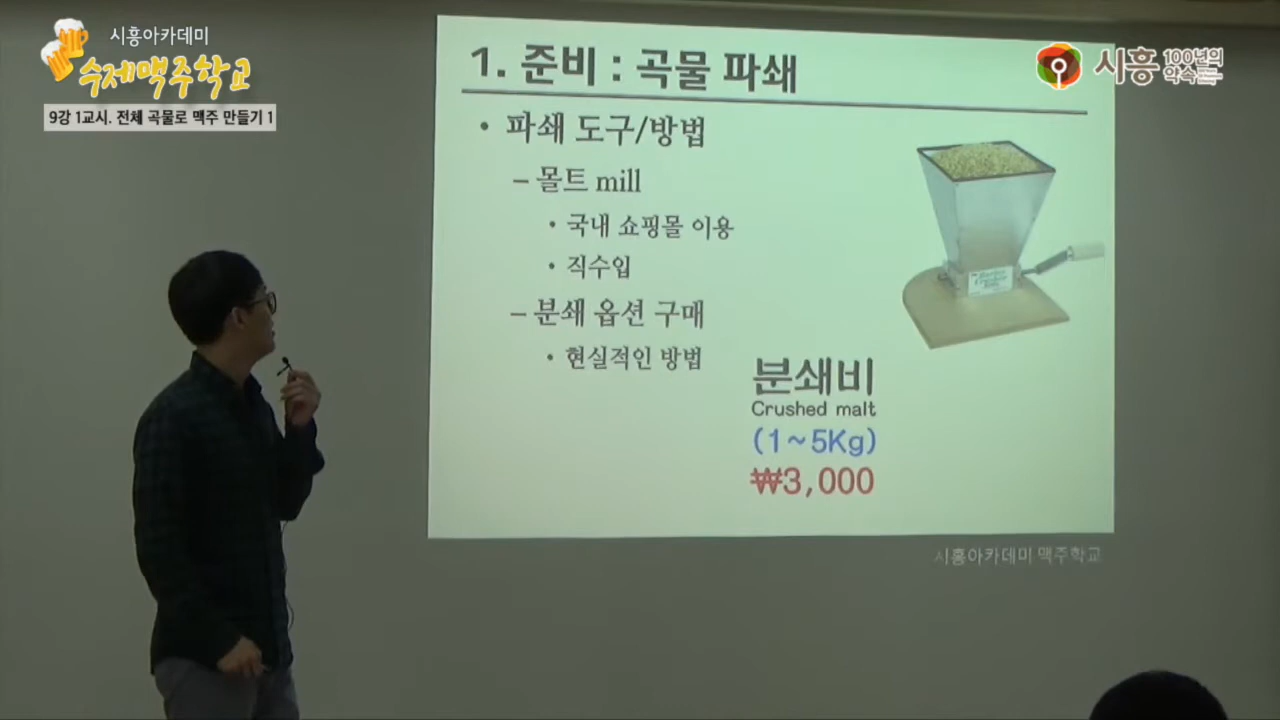 시흥아카데미
수제맥주학교
9강 1교시. 전체 곡물로 맥주 만들기 1
시흥 100년의 약속
1. 준비 : 곡물 파쇄
• 파쇄 도구/방법
– 몰트 mill
• 국내 쇼핑몰 이용
• 직수입
– 분쇄 옵션 구매
• 현실적인 방법
분쇄비
Crushed malt
(1~5Kg)
₩3,000
시흥아카데미 맥주학교